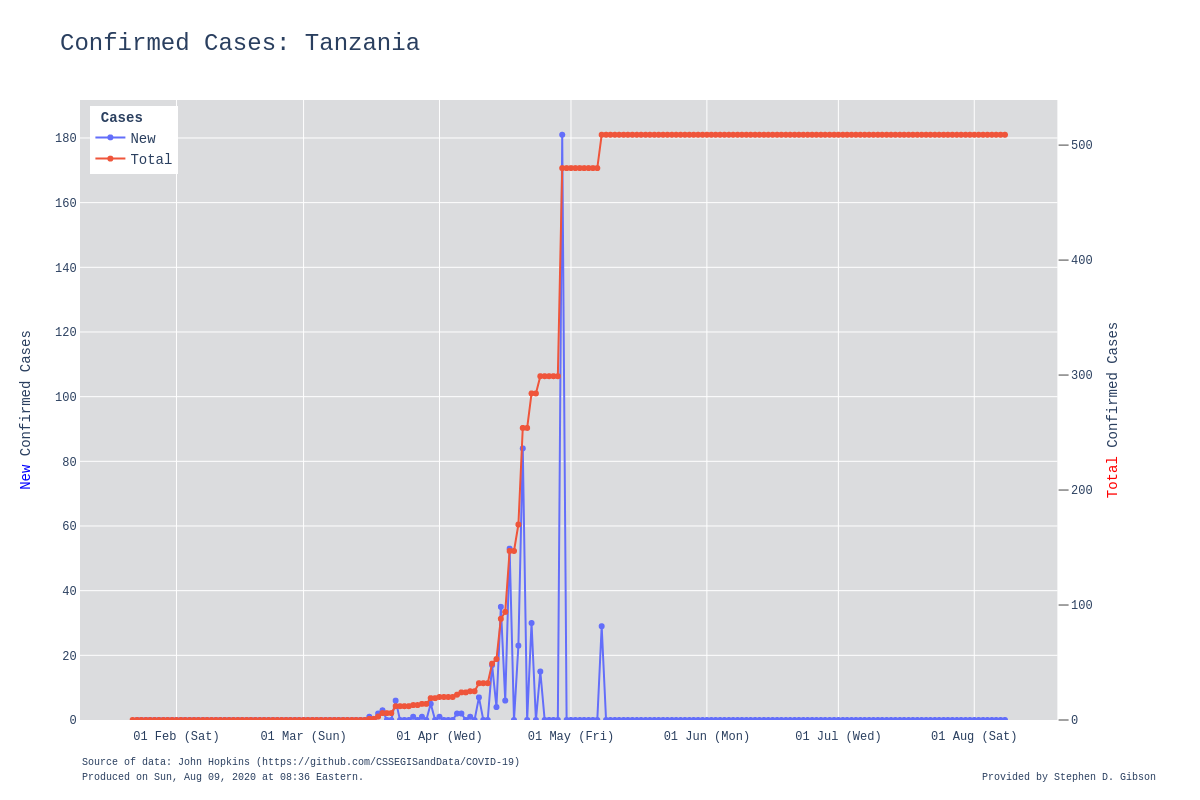 Confirmed Cases: Tanzania
Cases
New
Total
180
160
140
120
100
80
60
40
20
0
500
400
300
200
100
0
New Confirmed Cases
Total Confirmed Cases
01 Feb (Sat)
01 Mar (Sun)
01 Apr (Wed)
01 May (Fri)
01 Jun (Mon)
01 Jul (Wed)
01 Aug (Sat)
Source of data: John Hopkins (https://github.com/CSSEGISandData/COVID-19)
Produced on Sun, Aug 09, 2020 at 08:36 Eastern.
Provided by Stephen D. Gibson